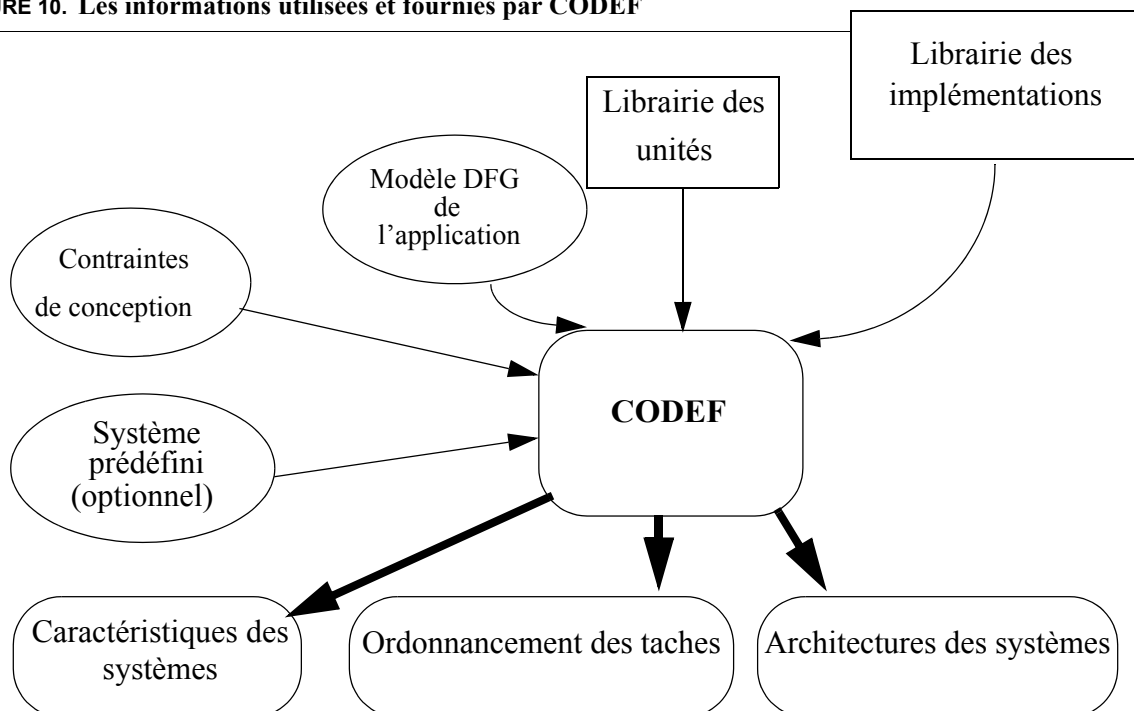 URE 10. Les informations utilisées et fournies par CODEF
Librairie des
implémentations
Librairie des
unités
Modèle DFG
de
l’application
Contraintes
de conception
CODEF
Système
prédéfini
(optionnel)
Caractéristiques des
systèmes
Ordonnancement des taches
Architectures des systèmes